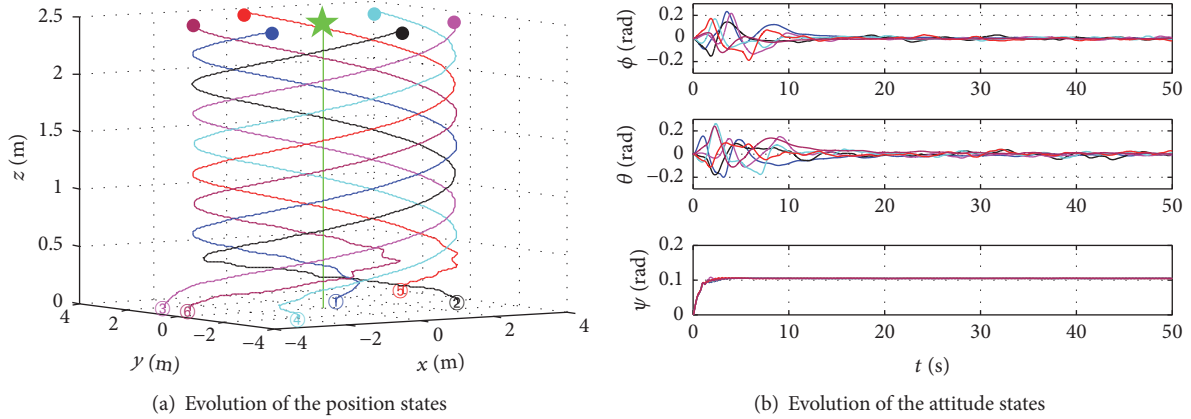 2.5
2
1.5
1
0.5
0
z (m)
4
2
0
−2
−4
y (m)
−4
−2
0
2
4
x (m)
3
6
4
1
5
2
(a) Evolution of the position states
0.2
0
−0.2
ϕ (rad)
0 10 20 30 40 50
0.2
0
−0.2
θ (rad)
0 10 20 30 40 50
0.2
0.1
0
ψ (rad)
0 10 20 30 40 50
t (s)
(b) Evolution of the attitude states